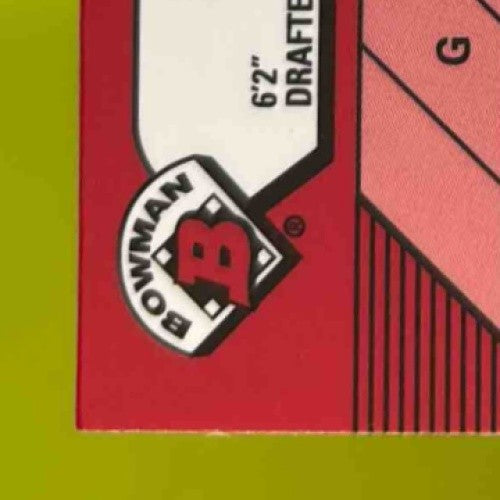 6'2"
DRAFTE
G
BOWMAN
B
®